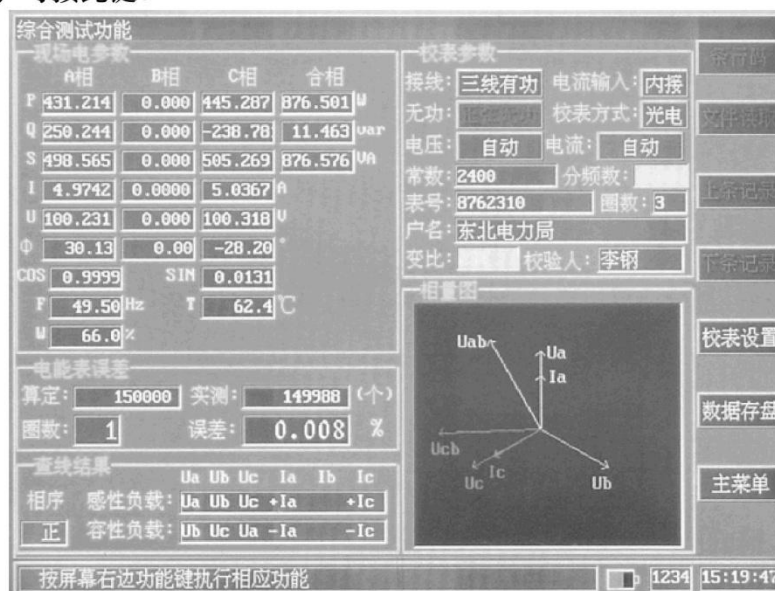 综合测试功能
现场电参数
A相 B相 C相 合相
P 431.214 0.000 445.287 876.501 W
Q 250.244 0.000 -238.78 11.463 var
S 498.565 0.000 505.269 876.576 VA
I 4.9742 0.0000 5.0367 A
U 100.231 0.000 100.318 V
Φ 30.13 0.00 -28.20 °
COS 0.9999 SIN 0.0131
F 49.50 Hz T 62.4 ℃
W 66.0 %
电能表误差
算定: 150000 实测: 149988 (个)
圈数: 1 误差: 0.008 %
查线结果
Ua Ub Uc Ia Ib Ic
相序 感性负载: Ua Ub Uc +Ia +Ic
正 容性负载: Ub Uc Ua -Ia -Ic
校表参数
接线: 三线有功 电流输入: 内接
无功: 校表方式: 光电
电压: 自动 电流: 自动
常数: 2400 分频数:
表号: 8762310 圈数: 3
户名: 东北电力局
变比: 校验人: 李钢
相量图
Uab
Ua
Ia
Ucb
Ic
Uc
Ub
上条记录
下条记录
校表设置
数据存盘
主菜单
按屏幕右边功能键执行相应功能
1234 15:19:47